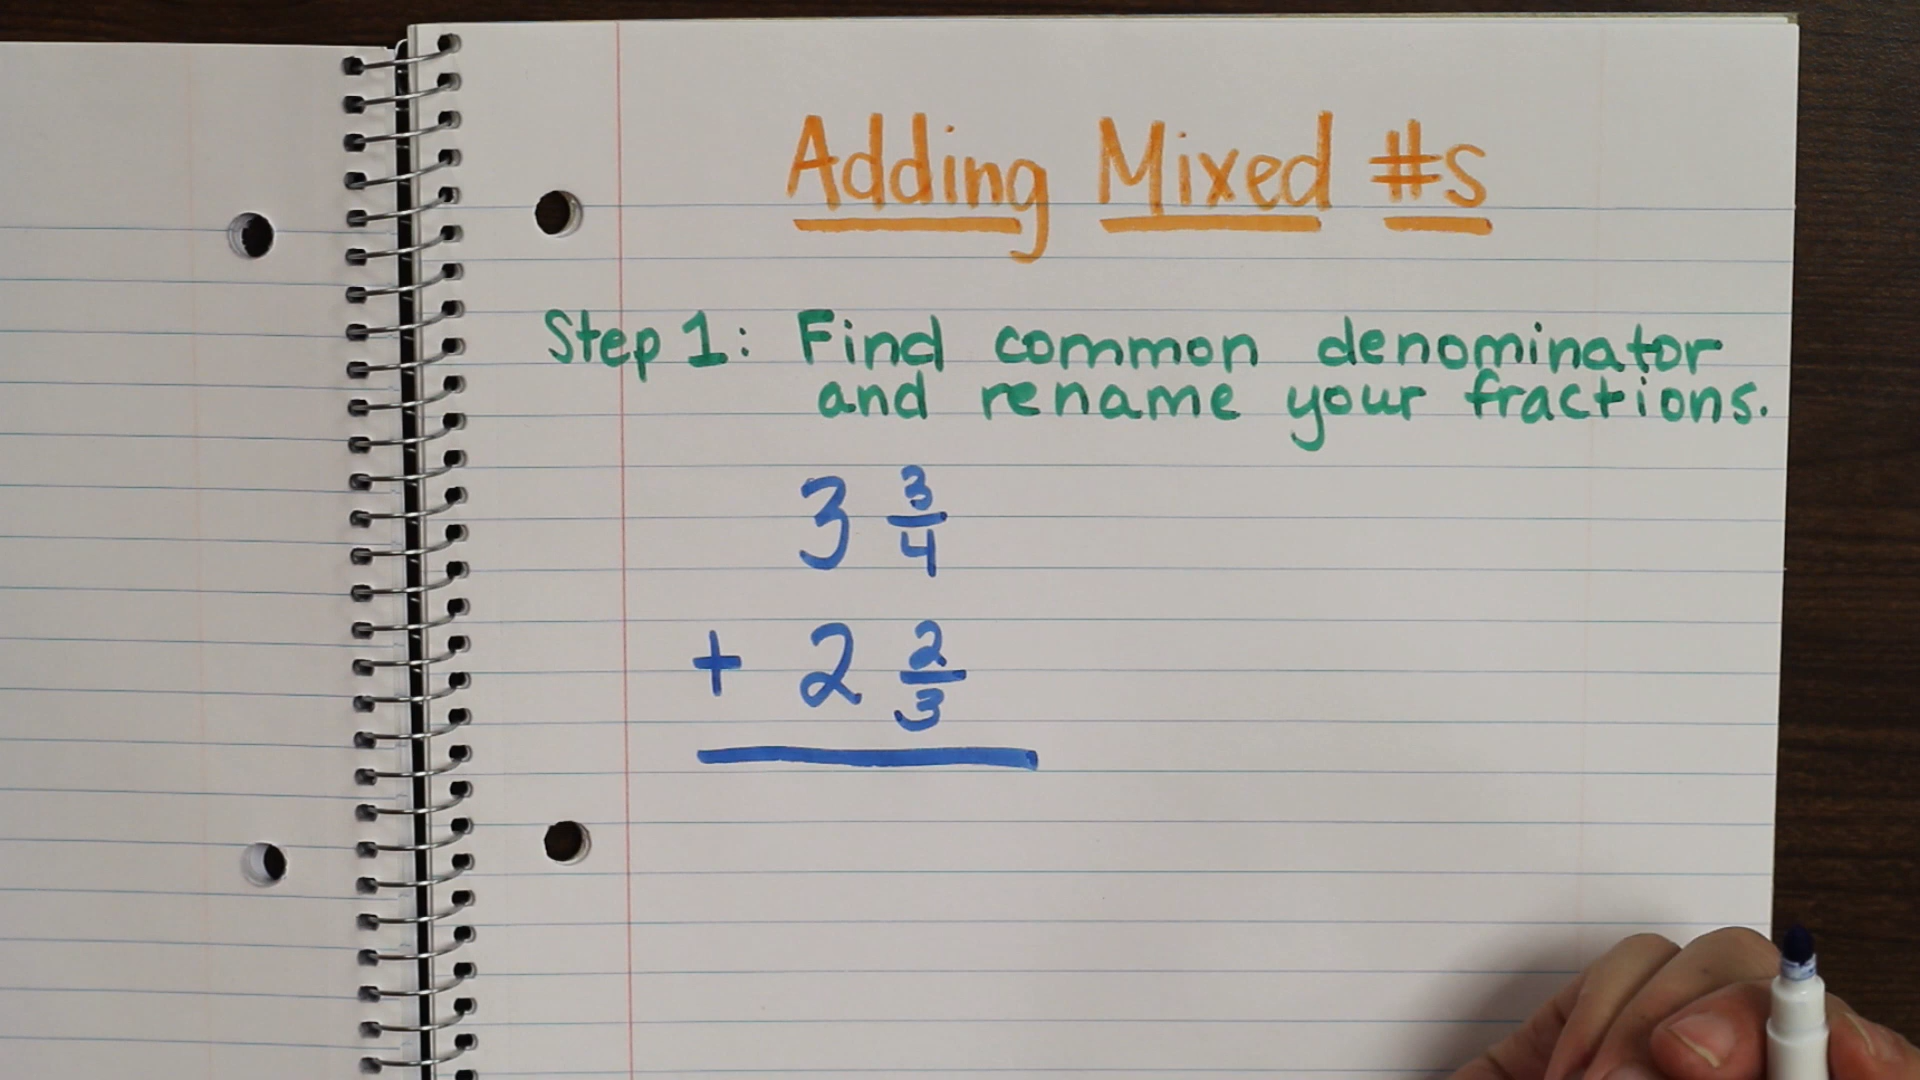 Adding Mixed #s
Step 1: Find common denominator
and rename your fractions.
3 3/4
+ 2 2/3